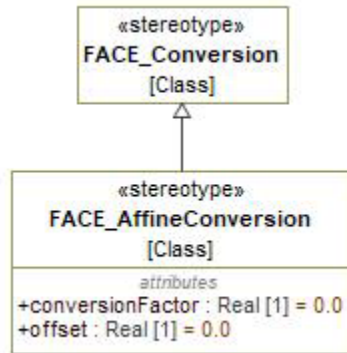 «stereotype»
FACE_Conversion
[Class]
«stereotype»
FACE_AffineConversion
[Class]
attributes
+conversionFactor : Real [1] = 0.0
+offset : Real [1] = 0.0